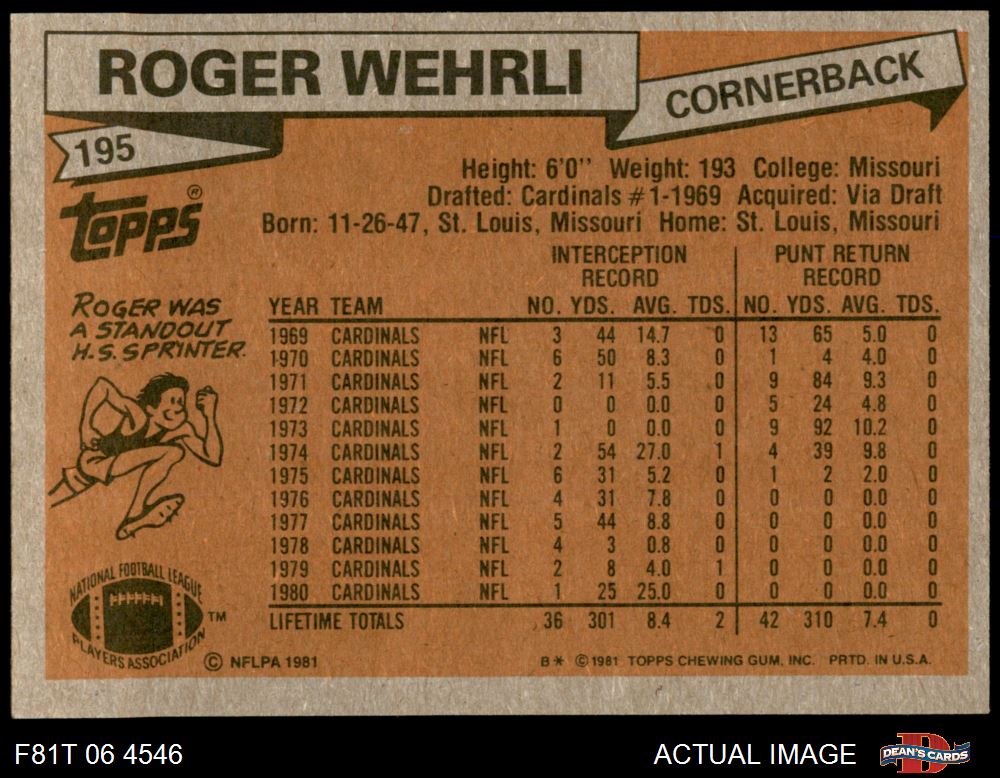 ROGER WEHRLI
CORNERBACK
195
topps®
Height: 6'0'' Weight: 193 College: Missouri
Drafted: Cardinals #1-1969 Acquired: Via Draft
Born: 11-26-47, St. Louis, Missouri Home: St. Louis, Missouri
ROGER WAS
A STANDOUT
H.S. SPRINTER.
INTERCEPTION RECORD PUNT RETURN RECORD
YEAR TEAM NO. YDS. AVG. TDS. NO. YDS. AVG. TDS.
1969 CARDINALS NFL 3 44 14.7 0 13 65 5.0 0
1970 CARDINALS NFL 6 50 8.3 0 1 4 4.0 0
1971 CARDINALS NFL 2 11 5.5 0 9 84 9.3 0
1972 CARDINALS NFL 0 0 0.0 0 5 24 4.8 0
1973 CARDINALS NFL 1 0 0.0 0 9 92 10.2 0
1974 CARDINALS NFL 2 54 27.0 1 4 39 9.8 0
1975 CARDINALS NFL 6 31 5.2 0 1 2 2.0 0
1976 CARDINALS NFL 4 31 7.8 0 0 0 0.0 0
1977 CARDINALS NFL 5 44 8.8 0 0 0 0.0 0
1978 CARDINALS NFL 4 3 0.8 0 0 0 0.0 0
1979 CARDINALS NFL 2 8 4.0 1 0 0 0.0 0
1980 CARDINALS NFL 1 25 25.0 0 0 0 0.0 0
LIFETIME TOTALS 36 301 8.4 2 42 310 7.4 0
NATIONAL FOOTBALL LEAGUE
PLAYERS ASSOCIATION ™
© NFLPA 1981
B* ©1981 TOPPS CHEWING GUM, INC. PRTD. IN U.S.A.
F81T 06 4546
ACTUAL IMAGE
DEAN'S CARDS